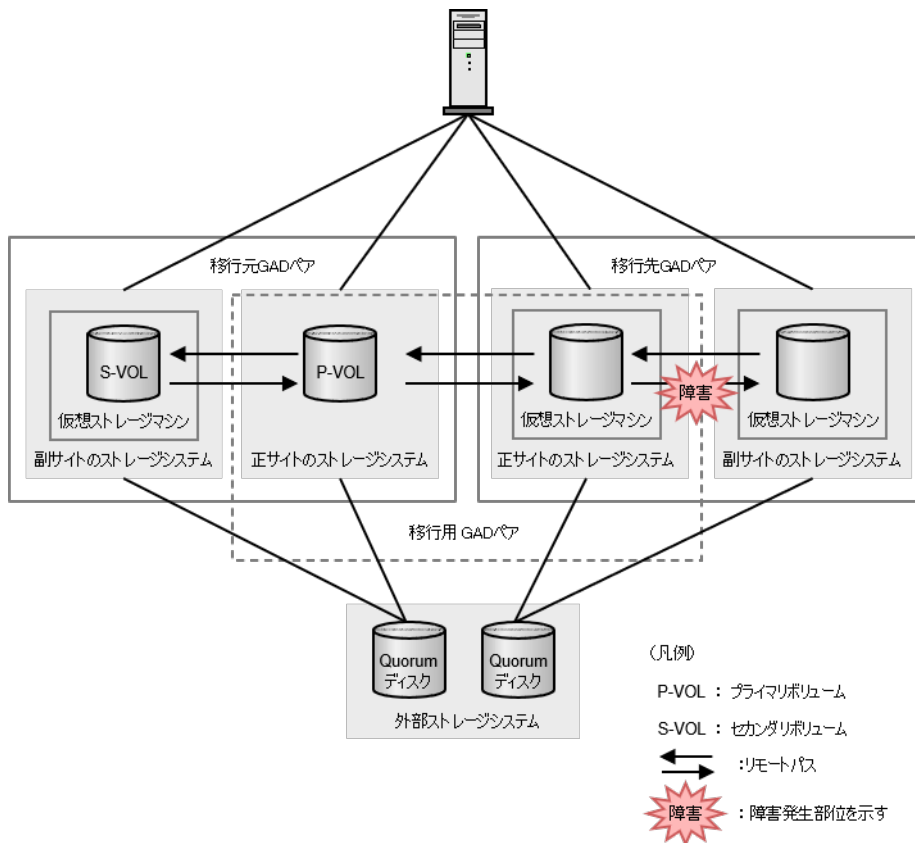 移行元GADペア
移行先GADペア
S-VOL
P-VOL
障害
仮想ストレージマシン
仮想ストレージマシン
仮想ストレージマシン
副サイトのストレージシステム
正サイトのストレージシステム
正サイトのストレージシステム
副サイトのストレージシステム
移行用 GADペア
Quorum
ディスク
Quorum
ディスク
外部ストレージシステム
(凡例)
P-VOL : プライマリボリューム
S-VOL : セカンダリボリューム
:リモートパス
障害 : 障害発生部位を示す